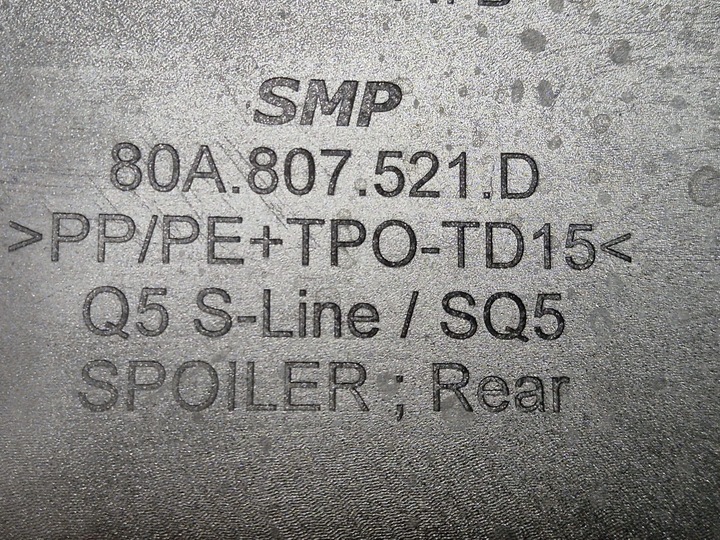 SMP
80A.807.521.D
>PP/PE+TPO-TD15<
Q5 S-Line / SQ5
SPOILER ; Rear